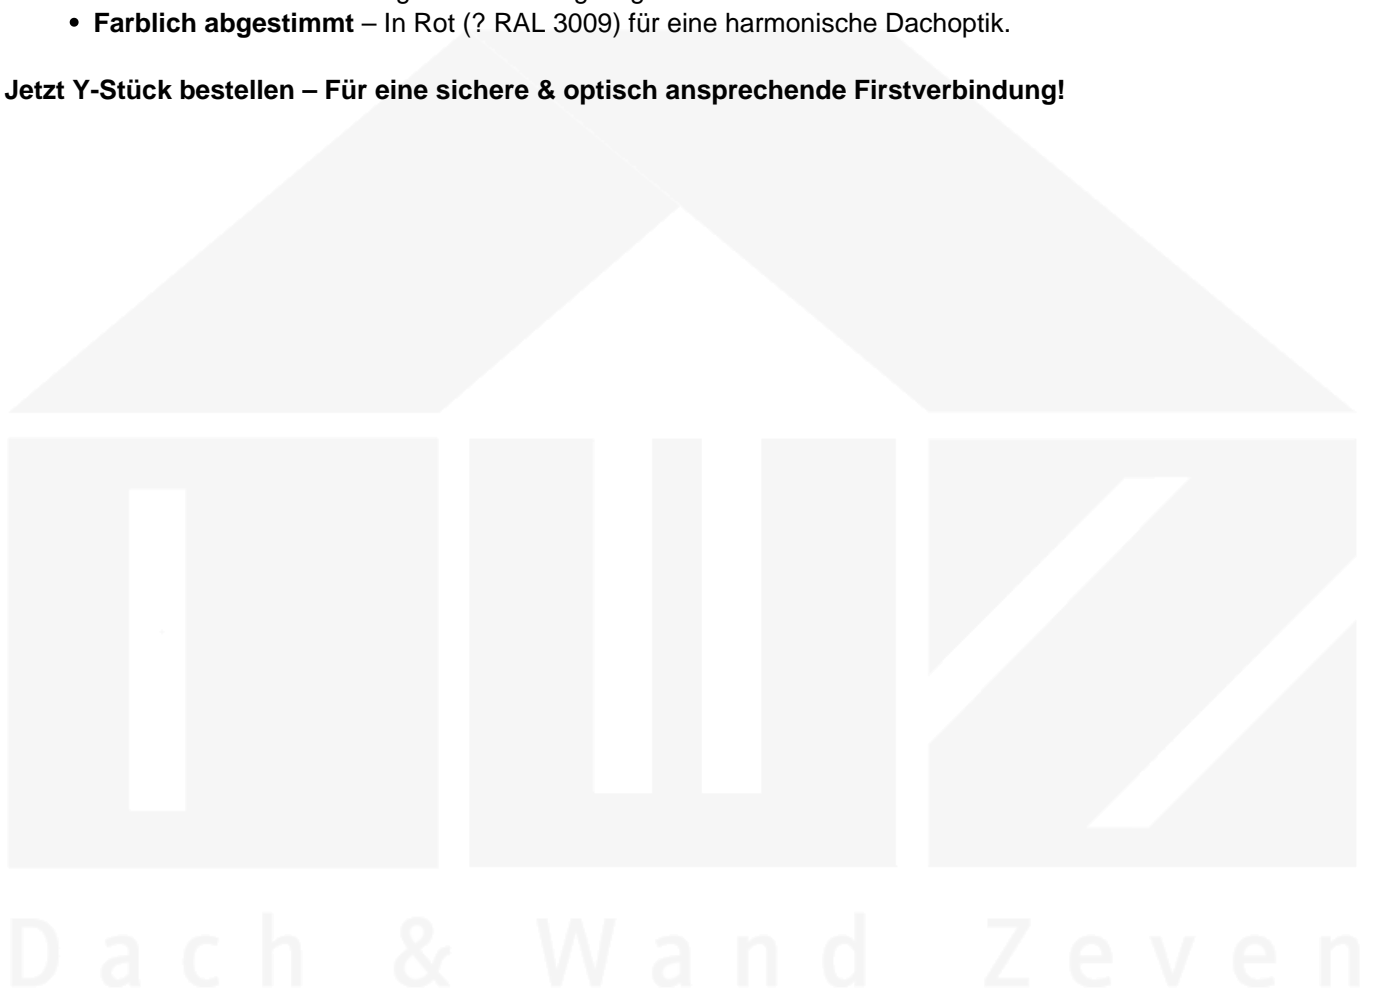 • Farblich abgestimmt – In Rot (? RAL 3009) für eine harmonische Dachoptik.
Jetzt Y-Stück bestellen – Für eine sichere & optisch ansprechende Firstverbindung!
Dach & Wand Zeven